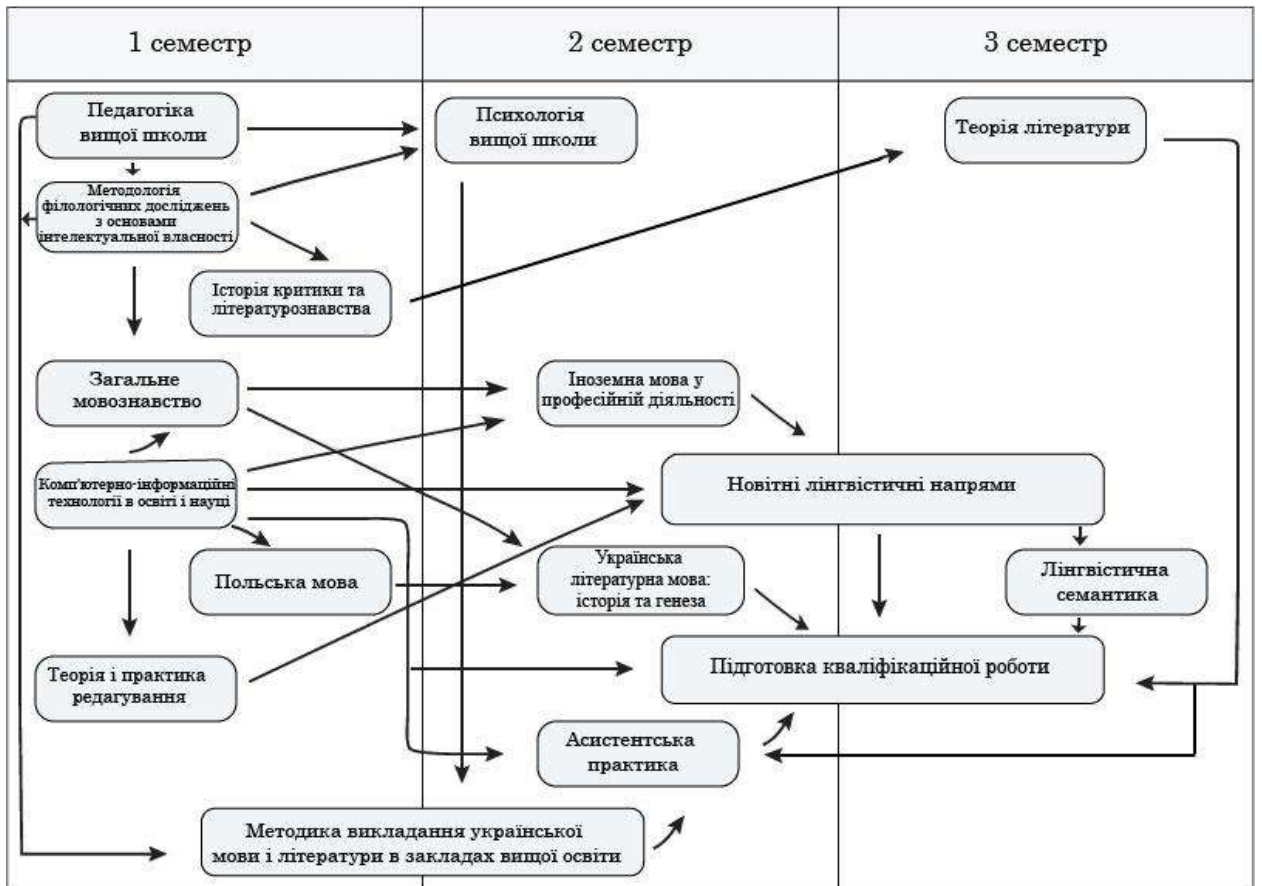 1 семестр
2 семестр
3 семестр
Педагогіка
вищої школи
Психологія
вищої школи
Теорія літератури
Методологія
філологічних досліджень
з основами
інтелектуальної власності
Історія критики та
літературознавства
Загальне
мовознавство
Іноземна мова у
професійній діяльності
Комп'ютерно-інформаційні
технології в освіті і науці
Новітні лінгвістичні напрями
Польська мова
Українська
літературна мова:
історія та генеза
Лінгвістична
семантика
Теорія і практика
редагування
Підготовка кваліфікаційної роботи
Асистентська
практика
Методика викладання української
мови і літератури в закладах вищої освіти